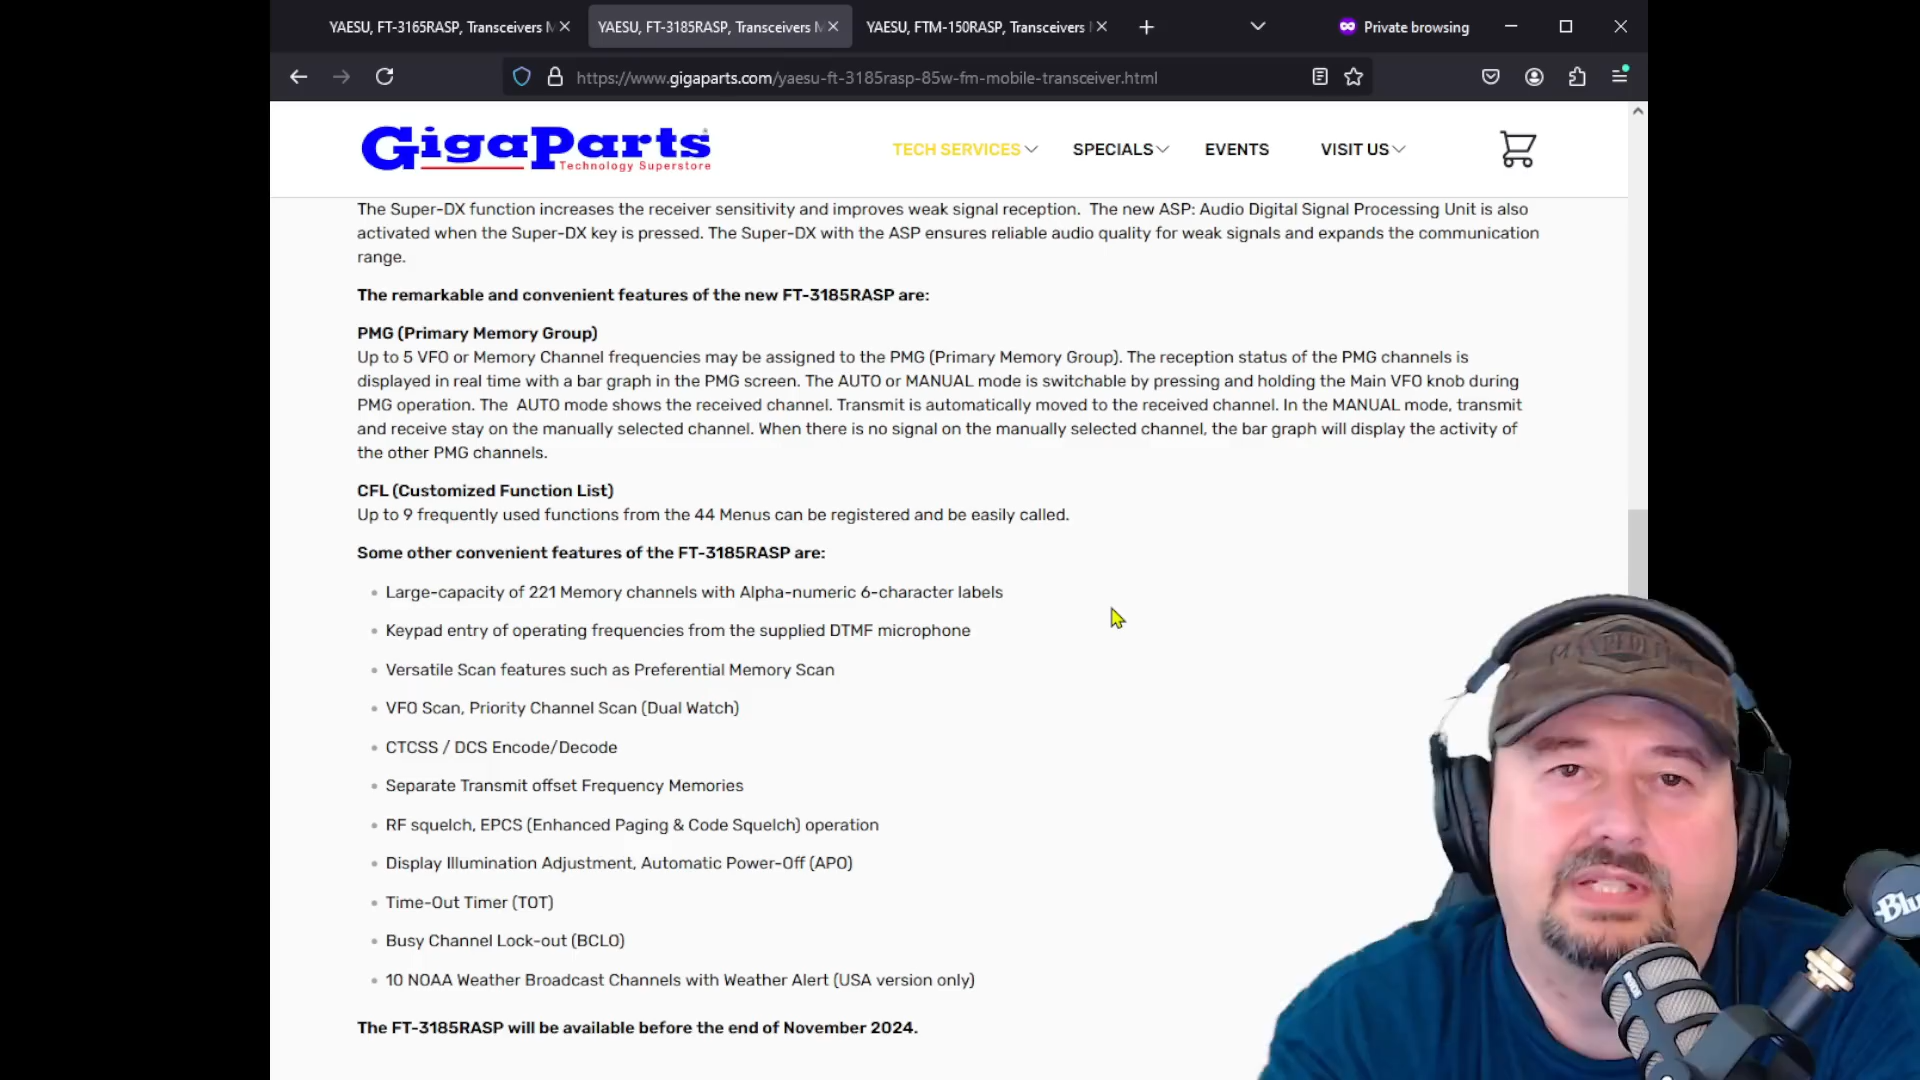 YAESU, FT-3165RASP, Transceivers M
YAESU, FT-3185RASP, Transceivers M
YAESU, FTM-150RASP, Transceivers
Private browsing
https://www.gigaparts.com/yaesu-ft-3185rasp-85w-fm-mobile-transceiver.html
GigaParts
Technology Superstore
TECH SERVICES
SPECIALS
EVENTS
VISIT US
The Super-DX function increases the receiver sensitivity and improves weak signal reception. The new ASP: Audio Digital Signal Processing Unit is also
activated when the Super-DX key is pressed. The Super-DX with the ASP ensures reliable audio quality for weak signals and expands the communication
range.
The remarkable and convenient features of the new FT-3185RASP are:
PMG (Primary Memory Group)
Up to 5 VFO or Memory Channel frequencies may be assigned to the PMG (Primary Memory Group). The reception status of the PMG channels is
displayed in real time with a bar graph in the PMG screen. The AUTO or MANUAL mode is switchable by pressing and holding the Main VFO knob during
PMG operation. The AUTO mode shows the received channel. Transmit is automatically moved to the received channel. In the MANUAL mode, transmit
and receive stay on the manually selected channel. When there is no signal on the manually selected channel, the bar graph will display the activity of
the other PMG channels.
CFL (Customized Function List)
Up to 9 frequently used functions from the 44 Menus can be registered and be easily called.
Some other convenient features of the FT-3185RASP are:
Large-capacity of 221 Memory channels with Alpha-numeric 6-character labels
Keypad entry of operating frequencies from the supplied DTMF microphone
Versatile Scan features such as Preferential Memory Scan
VFO Scan, Priority Channel Scan (Dual Watch)
CTCSS / DCS Encode/Decode
Separate Transmit offset Frequency Memories
RF squelch, EPCS (Enhanced Paging & Code Squelch) operation
Display Illumination Adjustment, Automatic Power-Off (APO)
Time-Out Timer (TOT)
Busy Channel Lock-out (BCLO)
10 NOAA Weather Broadcast Channels with Weather Alert (USA version only)
The FT-3185RASP will be available before the end of November 2024.
Blu